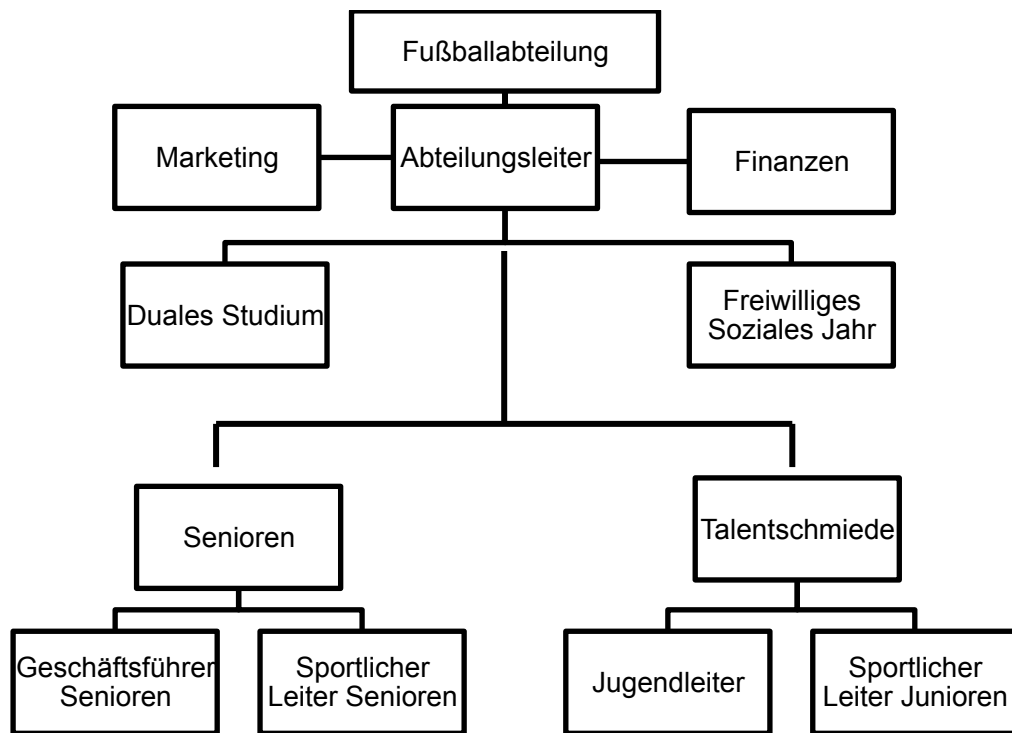 Fußballabteilung
Marketing
Abteilungsleiter
Finanzen
Duales Studium
Freiwilliges
Soziales Jahr
Senioren
Talentschmiede
Geschäftsführer
Senioren
Sportlicher
Leiter Senioren
Jugendleiter
Sportlicher
Leiter Junioren